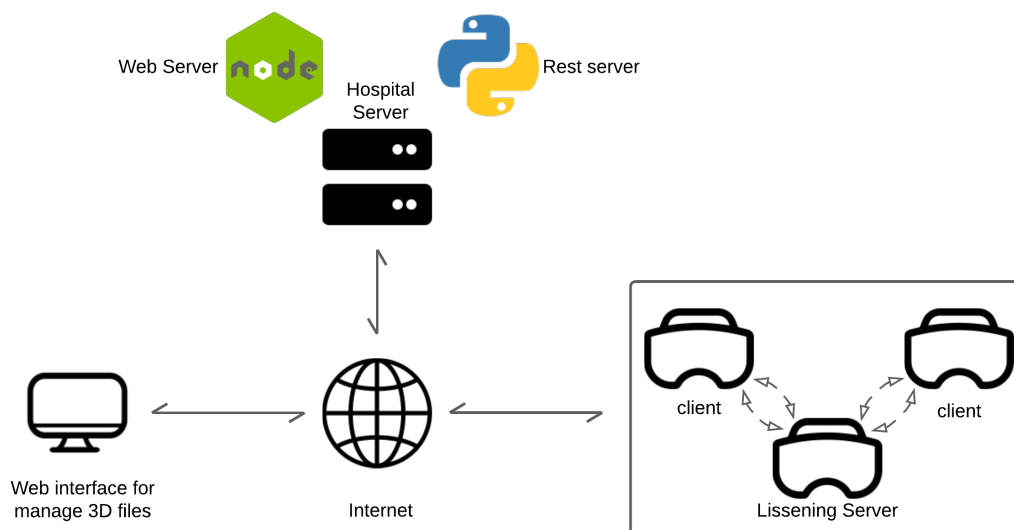 Web Server
node
Rest server
Hospital
Server
client
client
Lissening Server
Web interface for
manage 3D files
Internet